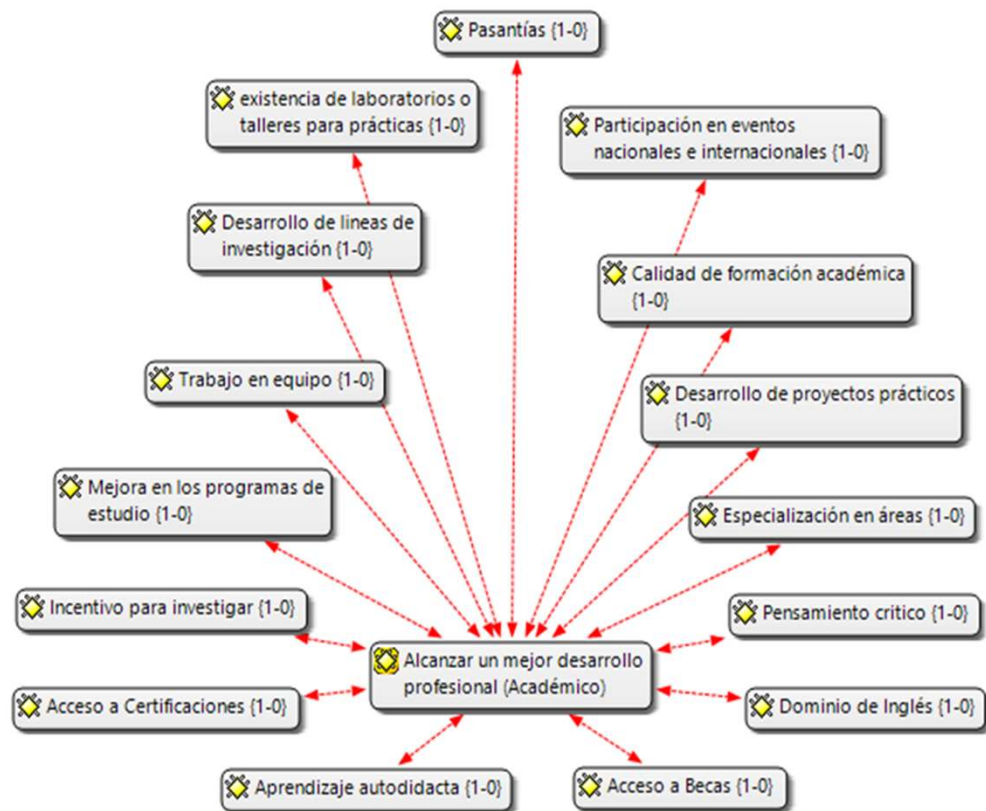 Pasantías {1-0}
existencia de laboratorios o
talleres para prácticas {1-0}
Participación en eventos
nacionales e internacionales {1-0}
Desarrollo de lineas de
investigación {1-0}
Calidad de formación académica
{1-0}
Trabajo en equipo {1-0}
Desarrollo de proyectos prácticos
{1-0}
Mejora en los programas de
estudio {1-0}
Especialización en áreas {1-0}
Incentivo para investigar {1-0}
Pensamiento critico {1-0}
Alcanzar un mejor desarrollo
profesional (Académico)
Acceso a Certificaciones {1-0}
Dominio de Inglés {1-0}
Aprendizaje autodidacta {1-0}
Acceso a Becas {1-0}